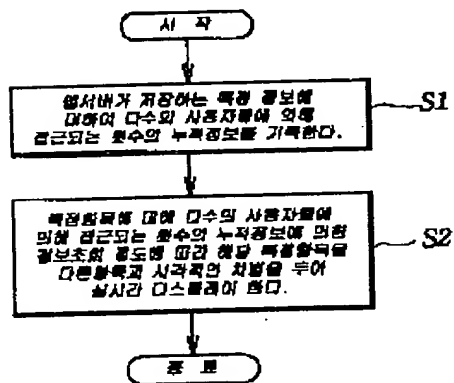 시 작
웹서버가 저장하는 특정 정보에
대하여 다수의 사용자들에 의해
접근되는 횟수의 누적정보를 기록한다.
S1
특정항목에 대해 다수의 사용자들에
의해 접근되는 횟수의 누적정보에 의한
정보조회 정도에 따라 해당 특정항목을
다른항목과 시각적인 차별을 두어
실시간 디스플레이 한다.
S2
종 료